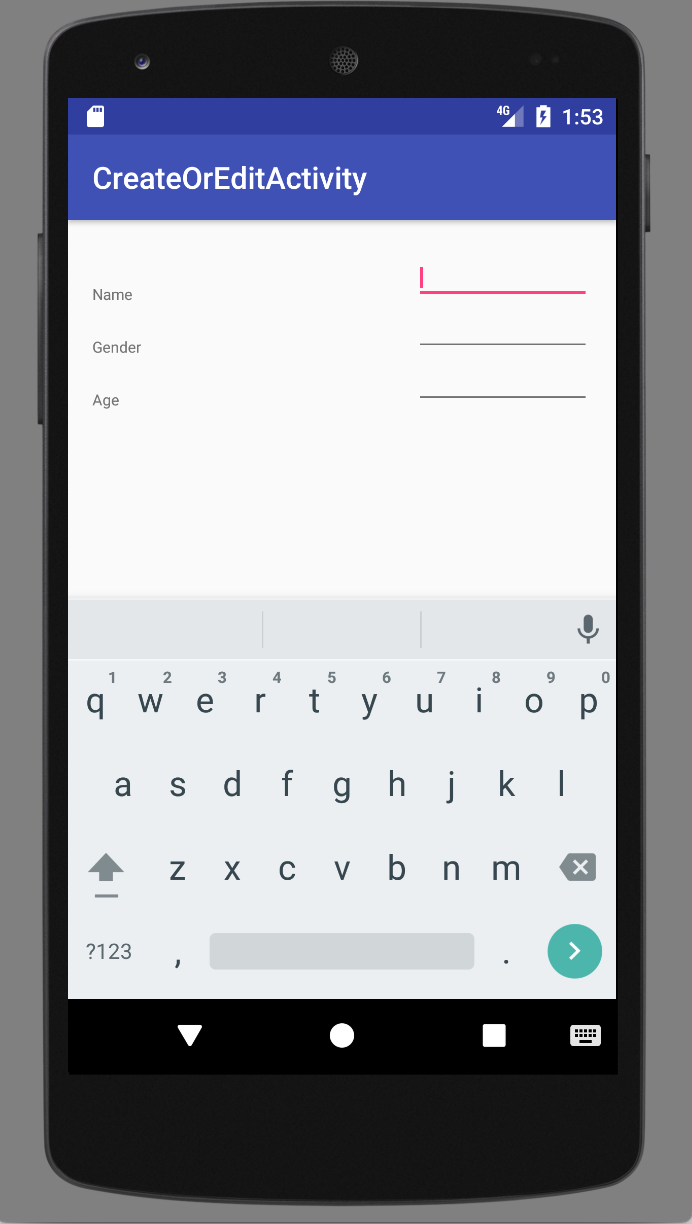 4G 1:53
CreateOrEditActivity
Name
Gender
Age
1 2 3 4 5 6 7 8 9 0
q w e r t y u i o p
a s d f g h j k l
z x c v b n m
?123 , .